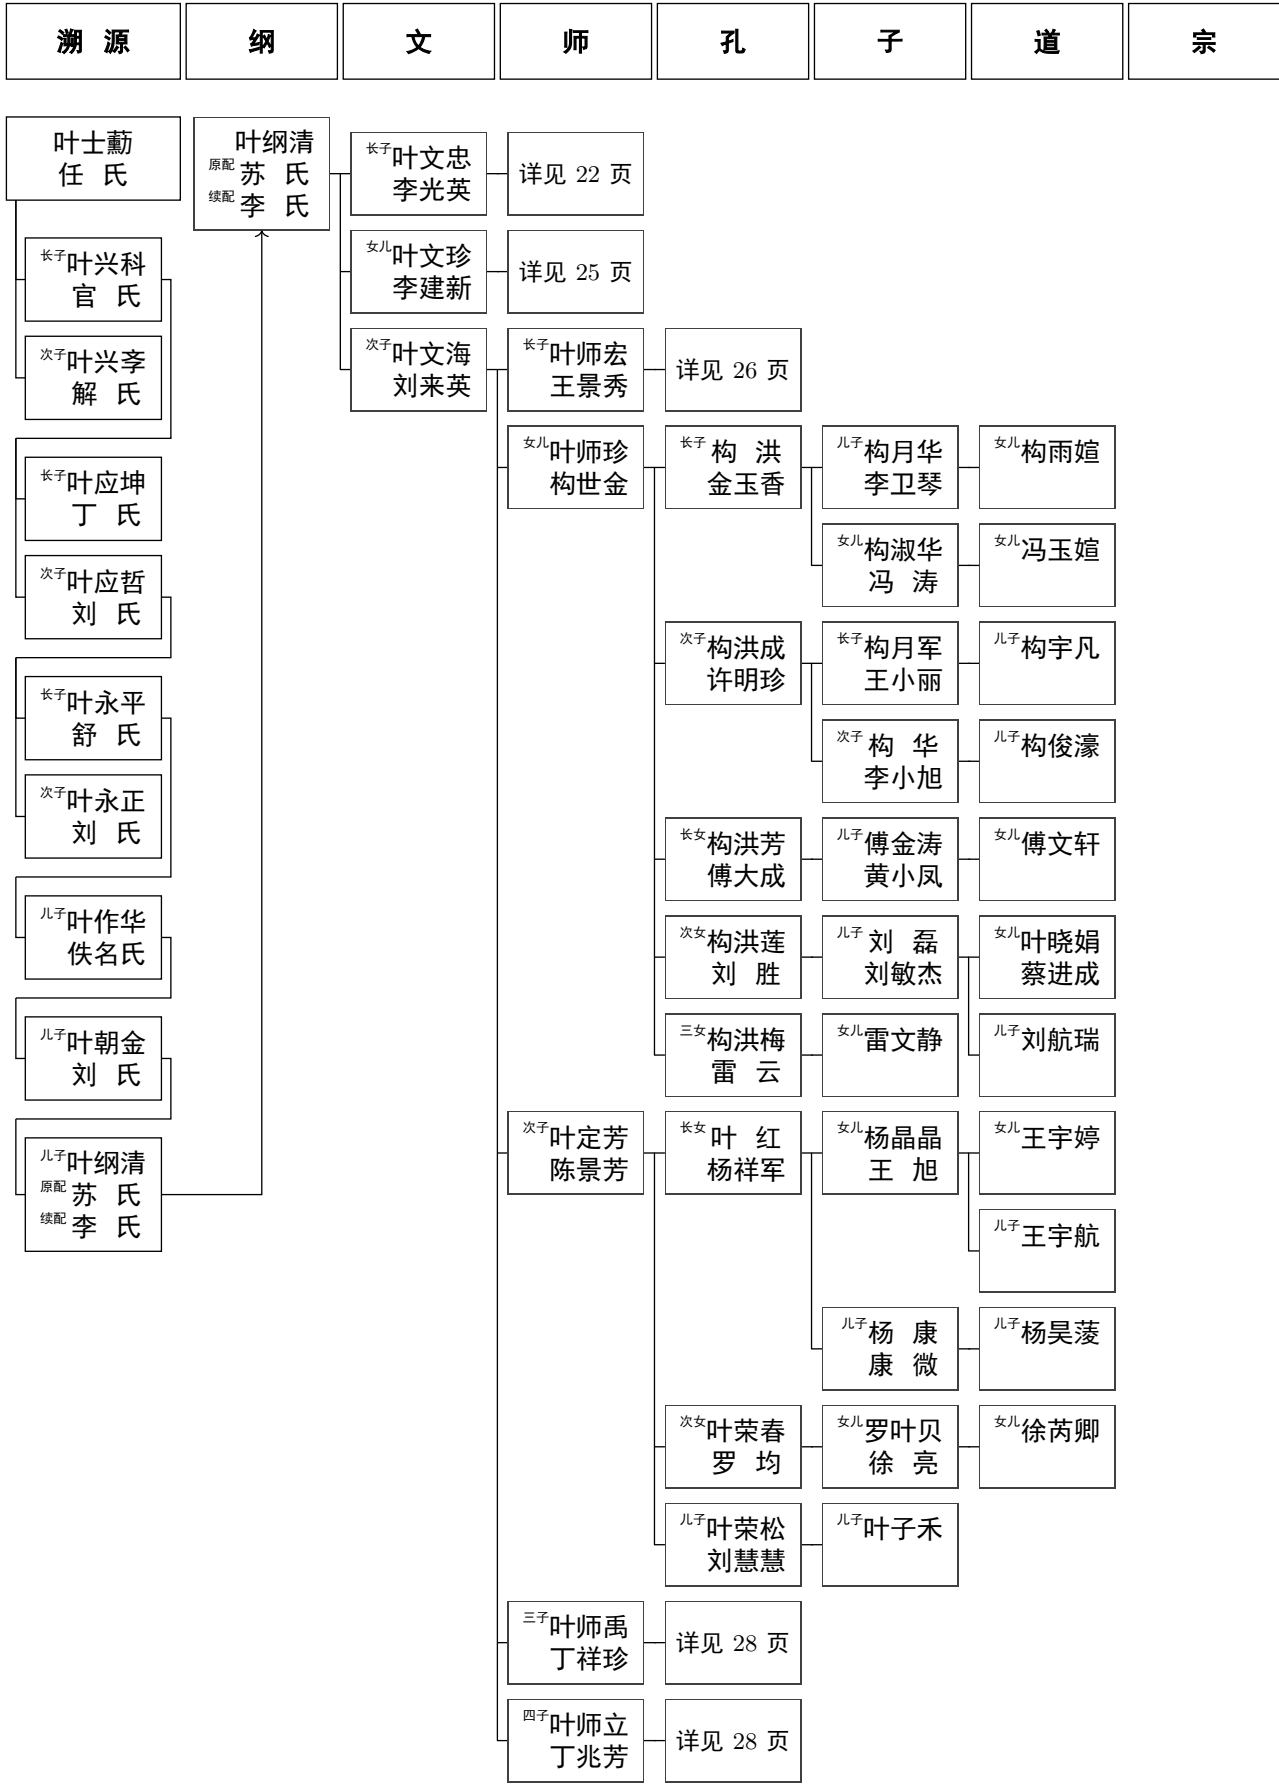 溯 源 纲 文 师 孔 子 道 宗
叶士勳
任 氏
长子叶兴科
官 氏
次子叶兴斈
解 氏
长子叶应坤
丁 氏
次子叶应哲
刘 氏
长子叶永平
舒 氏
次子叶永正
刘 氏
儿子叶作华
佚名氏
儿子叶朝金
刘 氏
儿子叶纲清
原配 苏 氏
续配 李 氏
叶纲清
原配 苏 氏
续配 李 氏
长子叶文忠
李光英
详见 22 页
女儿叶文珍
李建新
详见 25 页
次子叶文海
刘来英
长子叶师宏
王景秀
详见 26 页
女儿叶师珍
构世金
长子 构 洪
金玉香
儿子构月华
李卫琴
女儿构雨媗
女儿构淑华
冯 涛
女儿冯玉媗
次子构洪成
许明珍
长子构月军
王小丽
儿子构宇凡
次子 构 华
李小旭
儿子构俊濠
长女构洪芳
傅大成
儿子傅金涛
黄小凤
女儿傅文轩
次女构洪莲
刘 胜
儿子 刘 磊
刘敏杰
女儿叶晓娟
蔡进成
儿子刘航瑞
三女构洪梅
雷 云
女儿雷文静
次子叶定芳
陈景芳
长女 叶 红
杨祥军
女儿杨晶晶
王 旭
女儿王宇婷
儿子王宇航
儿子杨 康
康 微
儿子杨昊蓤
次女叶荣春
罗 均
女儿罗叶贝
徐 亮
女儿徐芮卿
儿子叶荣松
刘慧慧
儿子叶子禾
三子叶师禹
丁祥珍
详见 28 页
四子叶师立
丁兆芳
详见 28 页